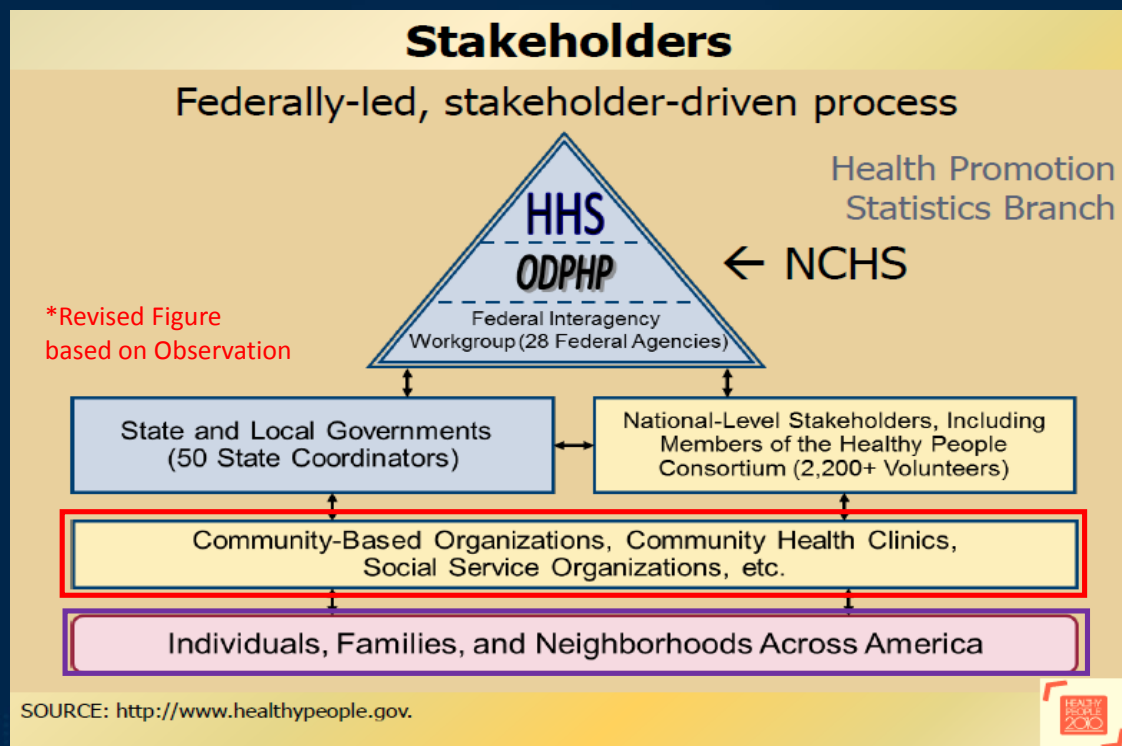 Stakeholders
Federally-led, stakeholder-driven process
Health Promotion
Statistics Branch
← NCHS
HHS
ODPHP
Federal Interagency
Workgroup (28 Federal Agencies)
*Revised Figure
based on Observation
State and Local Governments
(50 State Coordinators)
National-Level Stakeholders, Including
Members of the Healthy People
Consortium (2,200+ Volunteers)
Community-Based Organizations, Community Health Clinics,
Social Service Organizations, etc.
Individuals, Families, and Neighborhoods Across America
SOURCE: http://www.healthypeople.gov.
HEALTHY
PEOPLE
2010